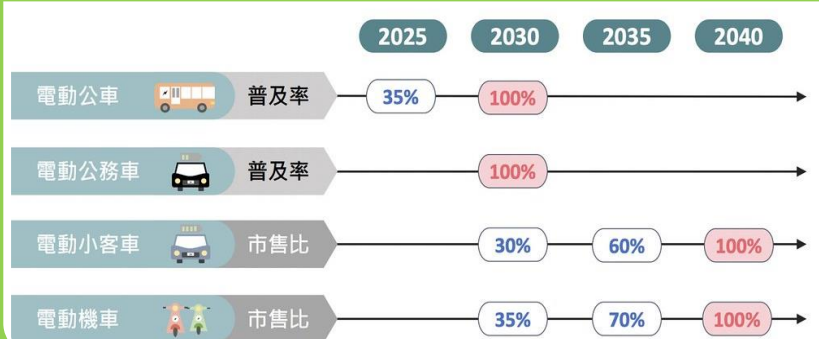 2025 2030 2035 2040
電動公車 普及率 35% 100%
電動公務車 普及率 100%
電動小客車 市售比 30% 60% 100%
電動機車 市售比 35% 70% 100%